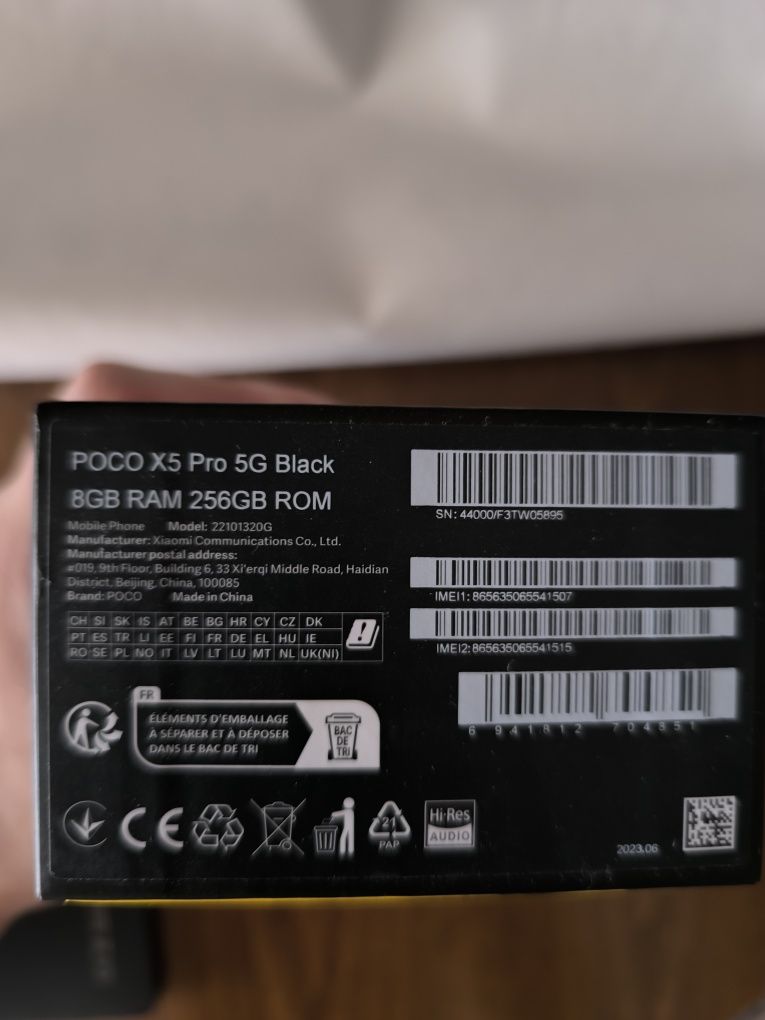 POCO X5 Pro 5G Black
8GB RAM 256GB ROM
Mobile Phone Model: 22101320G
Manufacturer: Xiaomi Communications Co., Ltd.
Manufacturer postal address:
#019, 9th Floor, Building 6, 33 Xi'erqi Middle Road, Haidian
District, Beijing, China, 100085
Brand: POCO Made in China
CH SI SK IS AT BE BG HR CY CZ DK
PT ES TR LI EE FI FR DE EL HU IE
RO SE PL NO IT LV LT LU MT NL UK(NI)
SN: 44000/F3TW05895
IMEI1: 865635065541507
IMEI2: 865635065541515
6 941812 704851
FR
ÉLÉMENTS D'EMBALLAGE
À SÉPARER ET À DÉPOSER
DANS LE BAC DE TRI
BAC
DE
TRI
CE
21
PAP
Hi-Res
AUDIO
2023.06